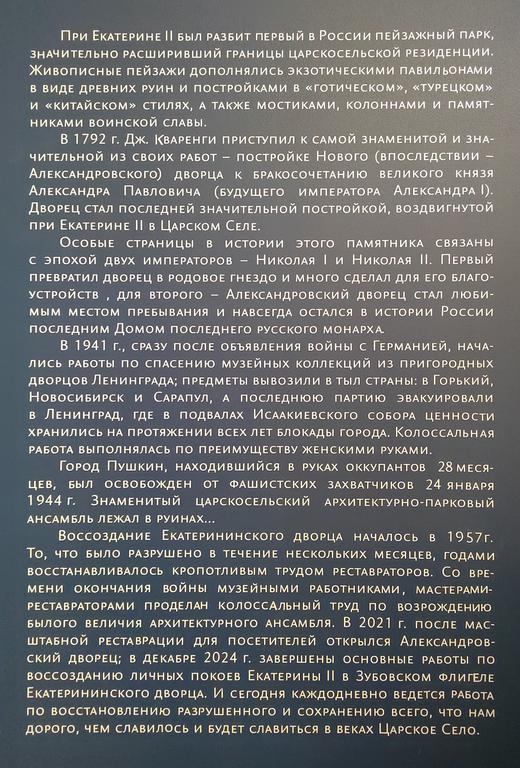 При Екатерине II был разбит первый в России пейзажный парк,
значительно расширивший границы царскосельской резиденции.
Живописные пейзажи дополнялись экзотическими павильонами
в виде древних руин и постройками в «готическом», «турецком»
и «китайском» стилях, а также мостиками, колоннами и памят-
никами воинской славы.
В 1792 г. Дж. Кваренги приступил к самой знаменитой и зна-
чительной из своих работ – постройке Нового (впоследствии –
Александровского) дворца к бракосочетанию великого князя
Александра Павловича (будущего императора Александра I).
Дворец стал последней значительной постройкой, воздвигнутой
при Екатерине II в Царском Селе.
Особые страницы в истории этого памятника связаны
с эпохой двух императоров – Николая I и Николая II. Первый
превратил дворец в родовое гнездо и много сделал для его благо-
устройств , для второго – Александровский дворец стал люби-
мым местом пребывания и навсегда остался в истории России
последним Домом последнего русского монарха.
В 1941 г., сразу после объявления войны с Германией, нача-
лись работы по спасению музейных коллекций из пригородных
дворцов Ленинграда; предметы вывозили в тыл страны: в Горький,
Новосибирск и Сарапул, а последнюю партию эвакуировали
в Ленинград, где в подвалах Исаакиевского собора ценности
хранились на протяжении всех лет блокады города. Колоссальная
работа выполнялась по преимуществу женскими руками.
Город Пушкин, находившийся в руках оккупантов 28 меся-
цев, был освобожден от фашистских захватчиков 24 января
1944 г. Знаменитый царскосельский архитектурно-парковый
ансамбль лежал в руинах...
Воссоздание Екатерининского дворца началось в 1957г.
То, что было разрушено в течение нескольких месяцев, годами
восстанавливалось кропотливым трудом реставраторов. Со вре-
мени окончания войны музейными работниками, мастерами-
реставраторами проделан колоссальный труд по возрождению
былого величия архитектурного ансамбля. В 2021 г. после мас-
штабной реставрации для посетителей открылся Александров-
ский дворец; в декабре 2024 г. завершены основные работы по
воссозданию личных покоев Екатерины II в Зубовском флигеле
Екатерининского дворца. И сегодня каждодневно ведется работа
по восстановлению разрушенного и сохранению всего, что нам
дорого, чем славилось и будет славиться в веках Царское Село.